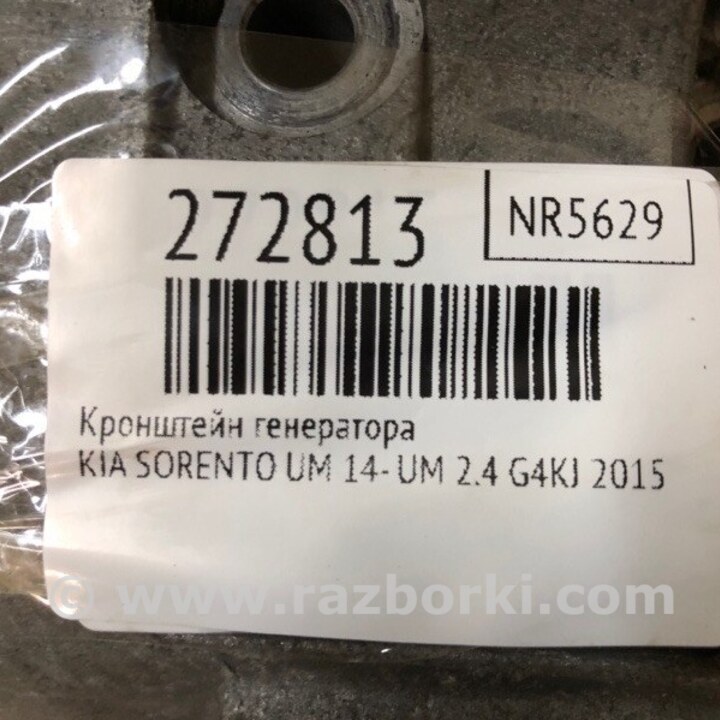 272813
NR5629
Кронштейн генератора
KIA SORENTO UM 14- UM 2.4 G4KJ 2015
© www.razborki.com